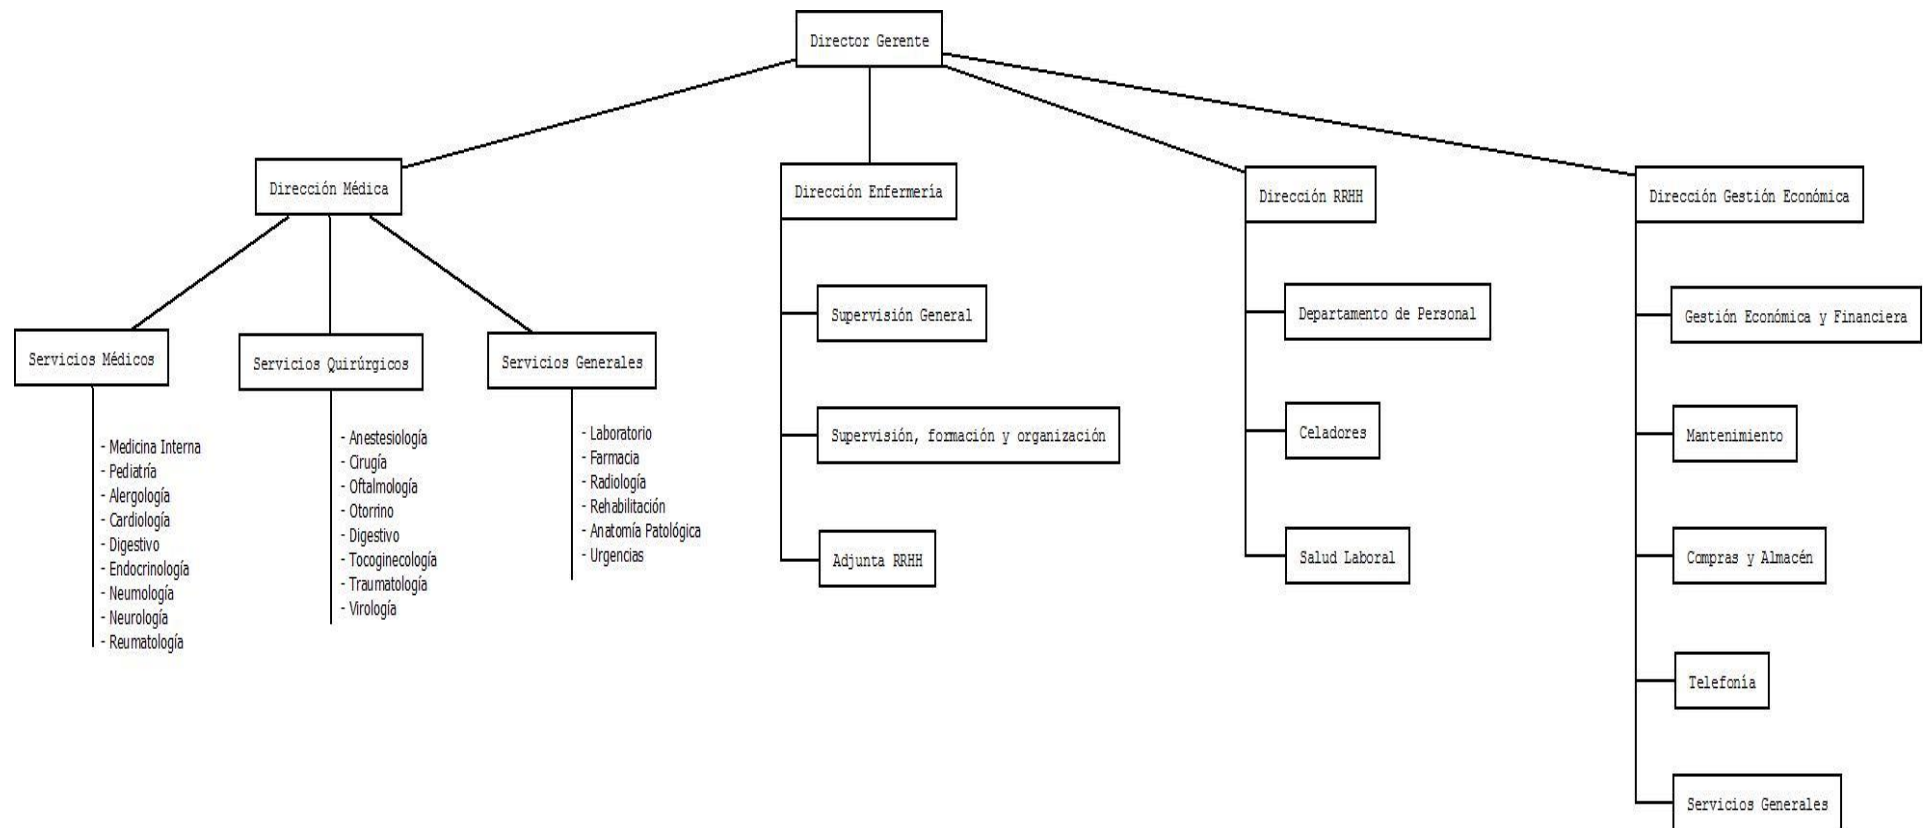 Director Gerente
Dirección Médica
Dirección Enfermería
Dirección RRHH
Dirección Gestión Económica
Servicios Médicos
- Medicina Interna
- Pediatría
- Alergología
- Cardiología
- Digestivo
- Endocrinología
- Neumología
- Neurología
- Reumatología
Servicios Quirúrgicos
- Anestesiología
- Cirugía
- Oftalmología
- Otorrino
- Digestivo
- Tocoginecología
- Traumatología
- Virología
Servicios Generales
- Laboratorio
- Farmacia
- Radiología
- Rehabilitación
- Anatomía Patológica
- Urgencias
Supervisión General
Supervisión, formación y organización
Adjunta RRHH
Departamento de Personal
Celadores
Salud Laboral
Gestión Económica y Financiera
Mantenimiento
Compras y Almacén
Telefonía
Servicios Generales